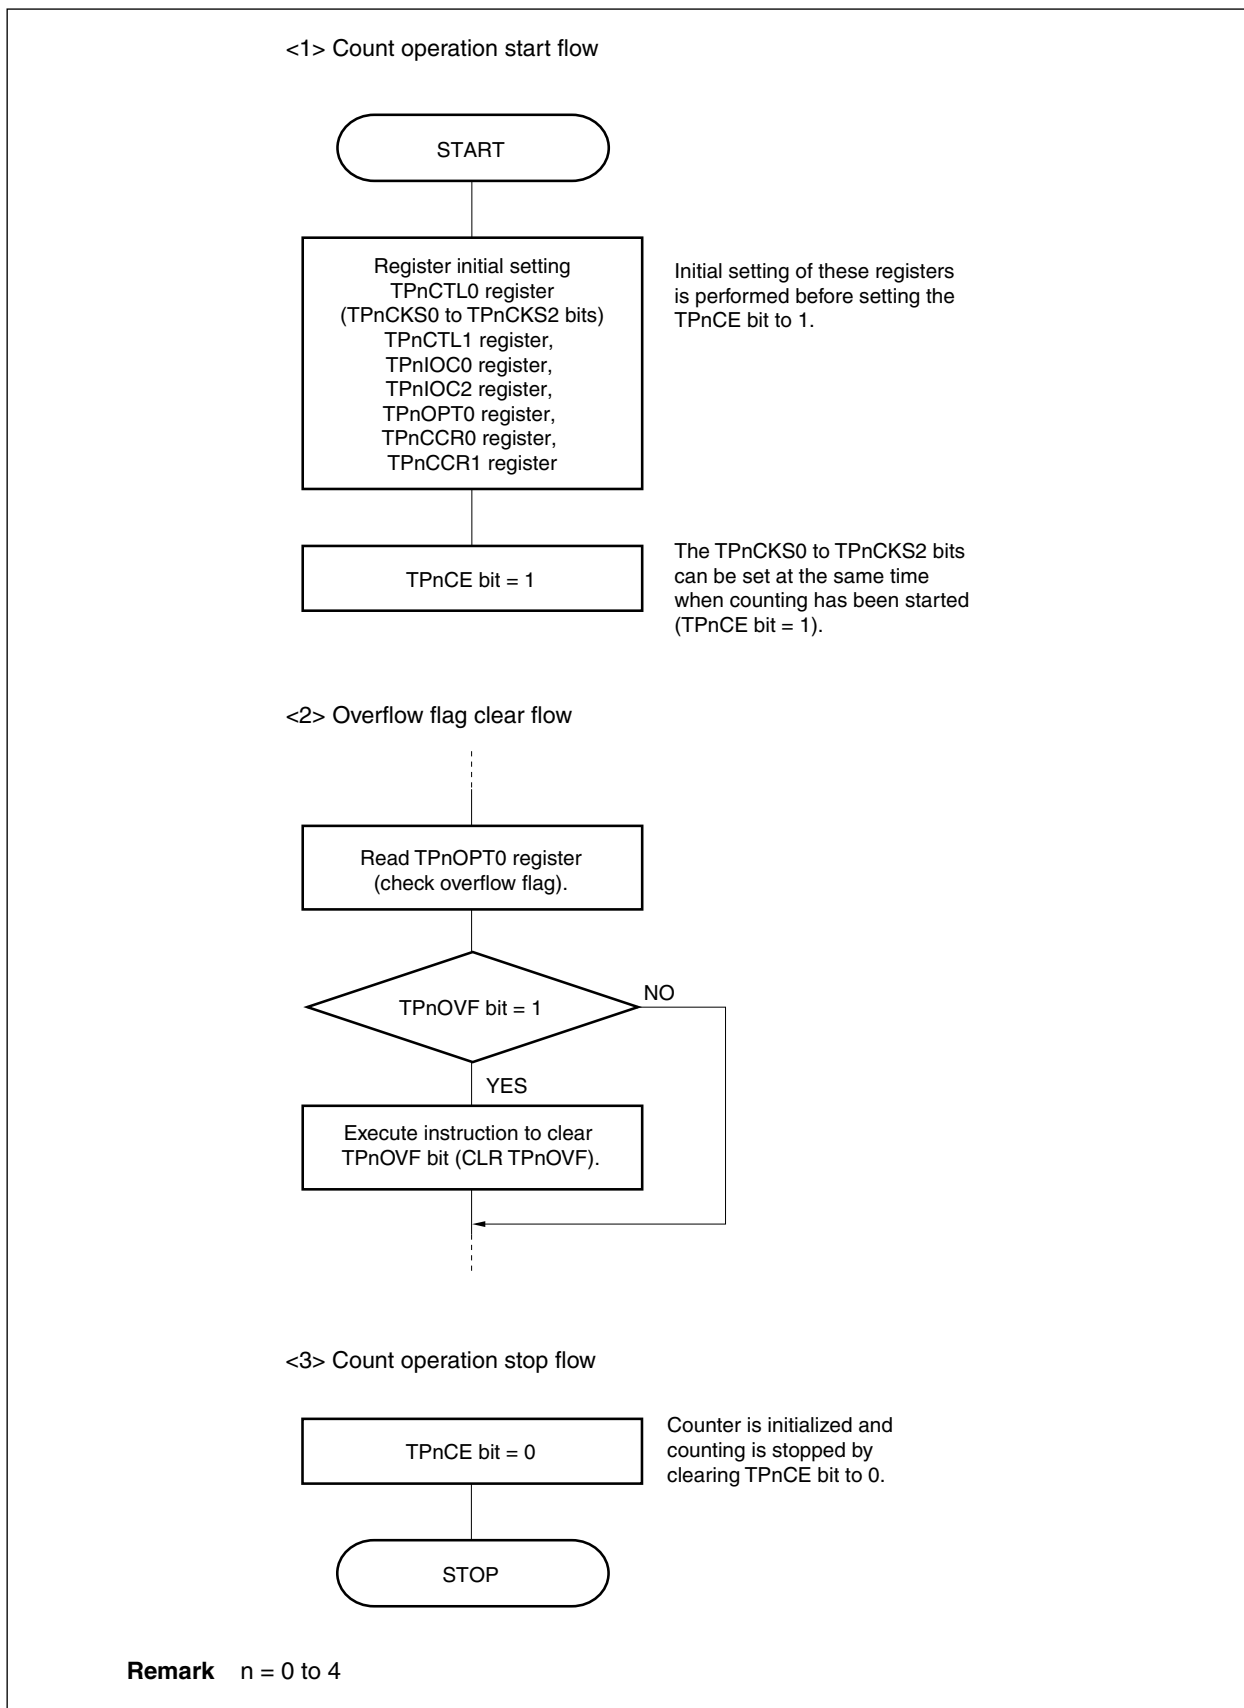 <1> Count operation start flow
START
Register initial setting
TPnCTL0 register
(TPnCKS0 to TPnCKS2 bits)
TPnCTL1 register,
TPnIOC0 register,
TPnIOC2 register,
TPnOPT0 register,
TPnCCR0 register,
TPnCCR1 register
Initial setting of these registers
is performed before setting the
TPnCE bit to 1.
TPnCE bit = 1
The TPnCKS0 to TPnCKS2 bits
can be set at the same time
when counting has been started
(TPnCE bit = 1).
<2> Overflow flag clear flow
Read TPnOPT0 register
(check overflow flag).
TPnOVF bit = 1
NO
YES
Execute instruction to clear
TPnOVF bit (CLR TPnOVF).
<3> Count operation stop flow
TPnCE bit = 0
Counter is initialized and
counting is stopped by
clearing TPnCE bit to 0.
STOP
Remark n = 0 to 4